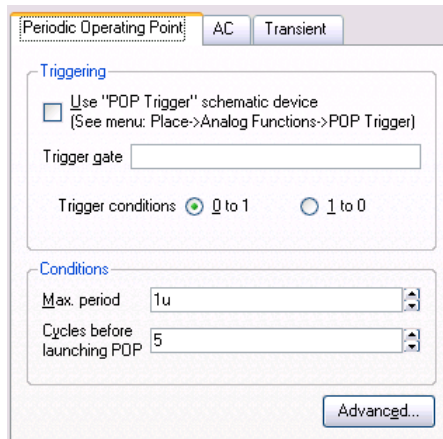 Periodic Operating Point AC Transient
Triggering
Use "POP Trigger" schematic device
(See menu: Place->Analog Functions->POP Trigger)
Trigger gate
Trigger conditions 0 to 1 1 to 0
Conditions
Max. period 1u
Cycles before
launching POP 5
Advanced...